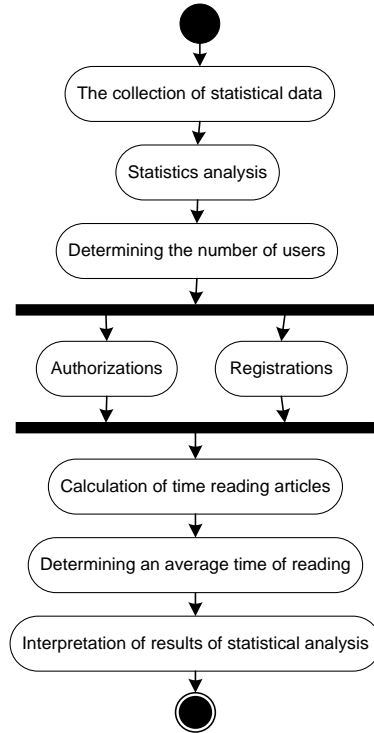 The collection of statistical data
Statistics analysis
Determining the number of users
Authorizations
Registrations
Calculation of time reading articles
Determining an average time of reading
Interpretation of results of statistical analysis